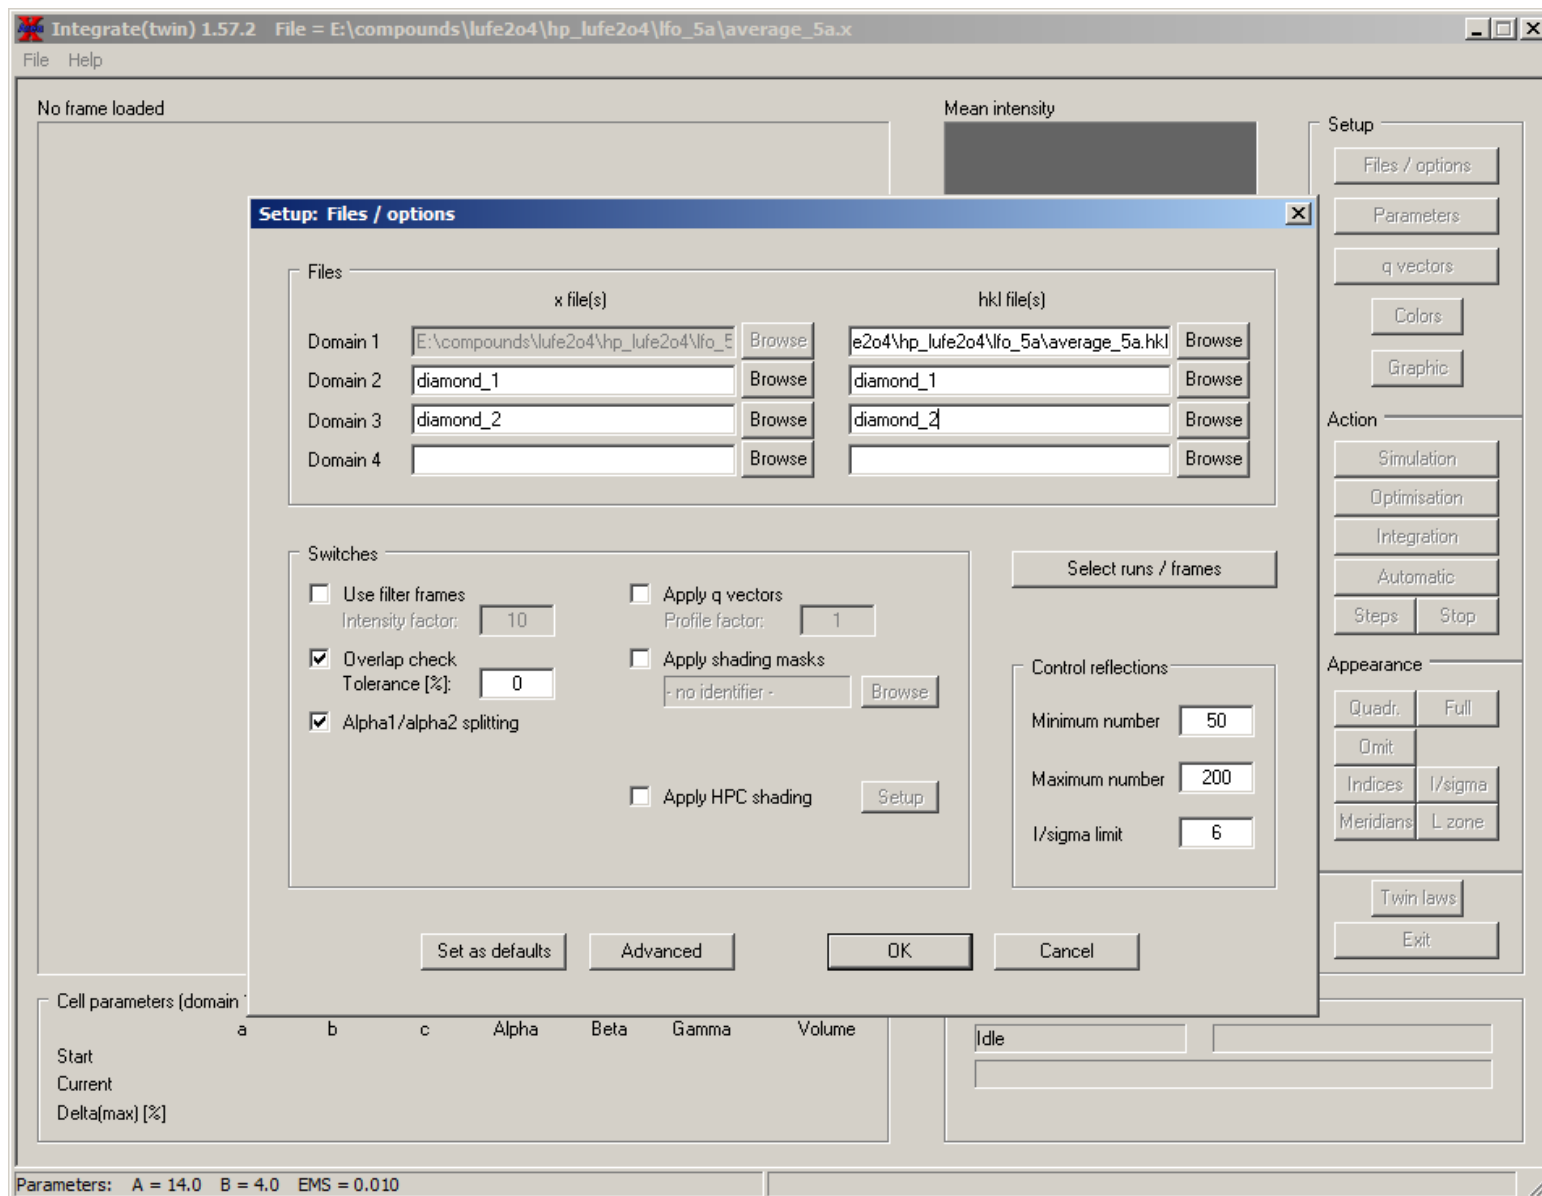 Integrate(twin) 1.57.2   File = E:\compounds\lufe2o4\hp_lufe2o4\lfo_5a\average_5a.x
File   Help
No frame loaded
Mean intensity
Setup
Files / options
Parameters
q vectors
Colors
Graphic
Action
Simulation
Optimisation
Integration
Automatic
Steps   Stop
Appearance
Quadr.   Full
Omit
Indices   I/sigma
Meridians   L zone
Twin laws
Exit
Setup: Files / options
Files
x file(s)   hkl file(s)
Domain 1   E:\compounds\lufe2o4\hp_lufe2o4\lfo_5   Browse   e2o4\hp_lufe2o4\lfo_5a\average_5a.hkl   Browse
Domain 2   diamond_1   Browse   diamond_1   Browse
Domain 3   diamond_2   Browse   diamond_2   Browse
Domain 4   Browse   Browse
Switches
Use filter frames
Intensity factor:   10
Overlap check
Tolerance [%]:   0
Alpha1/alpha2 splitting
Apply q vectors
Profile factor:   1
Apply shading masks
- no identifier -   Browse
Apply HPC shading   Setup
Select runs / frames
Control reflections
Minimum number   50
Maximum number   200
I/sigma limit   6
Set as defaults   Advanced   OK   Cancel
Cell parameters (domain
a   b   c   Alpha   Beta   Gamma   Volume
Start
Current
Delta(max) [%]
Idle
Parameters:   A = 14.0   B = 4.0   EMS = 0.010